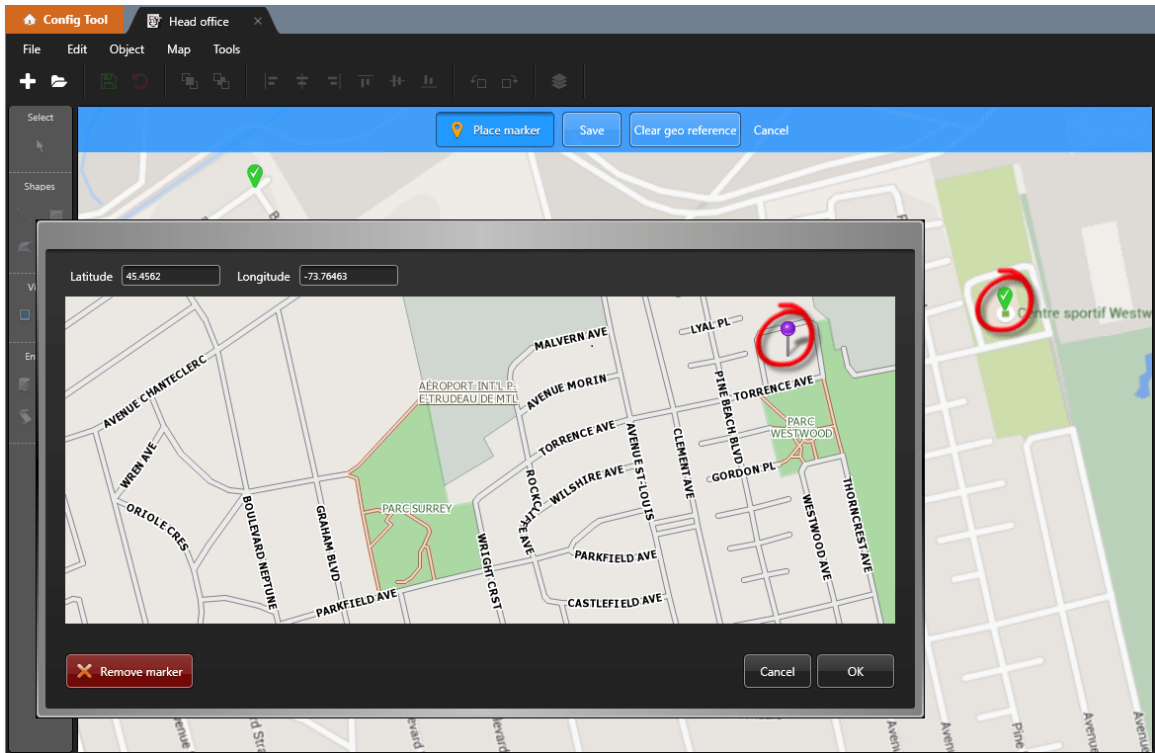 Config Tool
Head office
File Edit Object Map Tools
Select
Place marker Save Clear geo reference Cancel
Shapes
Latitude 45.4562 Longitude -73.76463
Centre sportif Westw
LYAL PL
MALVERN AVE
AÉROPORT INT'L P.-
E-TRUDEAU DE MTL
AVENUE MORIN
AVENUE CHANTECLERC
PINE BEACH BLVD
TORRENCE AVE
PARC
WESTWOOD
TORRENCE AVE
AVENUE ST-LOUIS
CLEMENT AVE
WREN AVE
WILSHIRE AVE
GORDON PL
ROCKCLIFFE AVE
ORIOLE CRES
BOULEVARD NEPTUNE
GRAHAM BLVD
PARC SURREY
WRIGHT CRST
WESTWOOD AVE
THORNCREST AVE
PARKFIELD AVE
PARKFIELD AVE
CASTLEFIELD AVE
Remove marker Cancel OK
Avenue
Pine
Avenue
Avenue